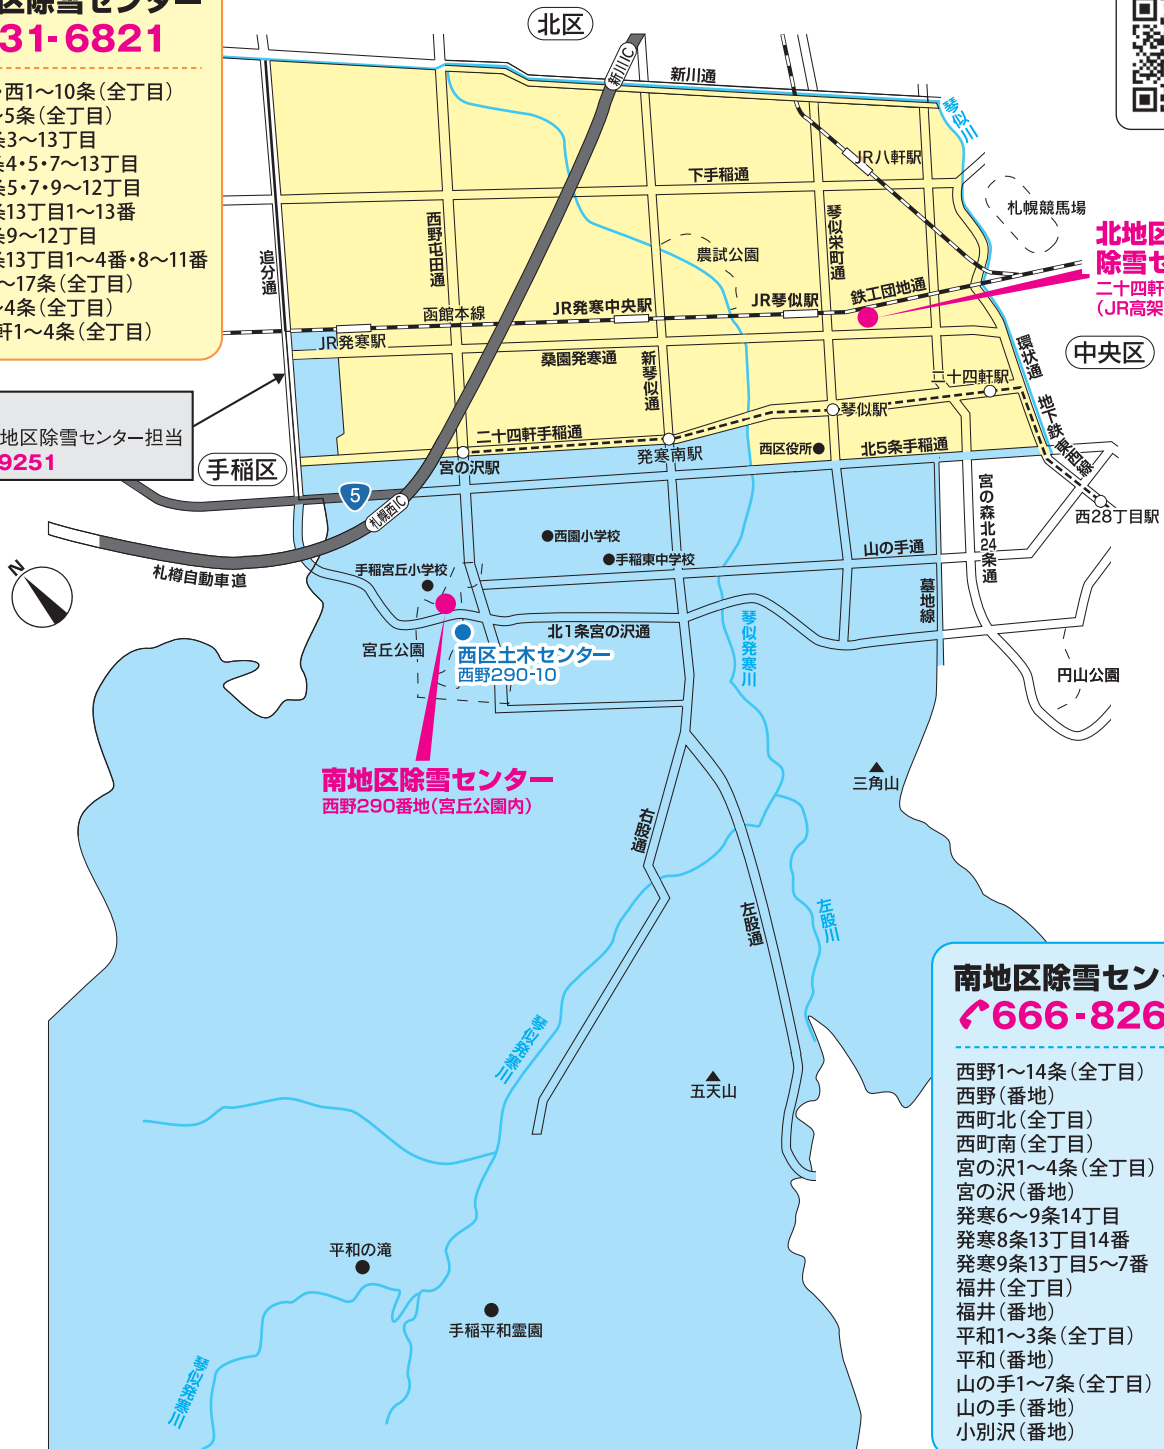 区除雪センター
31-6821
・西1～10条（全丁目）
5条（全丁目）
条3～13丁目
条4・5・7～13丁目
条5・7・9～12丁目
条13丁目1～13番
条9～12丁目
条13丁目1～4番・8～11番
～17条（全丁目）
4条（全丁目）
軒1～4条（全丁目）
地区除雪センター担当
9251
北区
新川IC
新川通
琴似川
JR八軒駅
下手稲通
札幌競馬場
西野屯田通
琴似栄町通
追分通
農試公園
北地区
除雪セ
二十四軒
（JR高架
鉄工団地通
JR琴似駅
JR発寒中央駅
函館本線
JR発寒駅
桑園発寒通
新琴似通
環状通
中央区
二十四軒駅
地下鉄東西線
琴似駅
二十四軒手稲通
西区役所
北5条手稲通
発寒南駅
宮の沢駅
手稲区
5
札幌西IC
宮の森北24条通
西28丁目駅
西園小学校
手稲東中学校
山の手通
N
札樽自動車道
手稲宮丘小学校
墓地線
北1条宮の沢通
琴似発寒川
宮丘公園
西区土木センター
西野290-10
円山公園
南地区除雪センター
西野290番地（宮丘公園内）
三角山
右股通
左股通
左股川
琴似発寒川
五天山
平和の滝
手稲平和霊園
琴似発寒川
南地区除雪セン
666-826
西野1～14条（全丁目）
西野（番地）
西町北（全丁目）
西町南（全丁目）
宮の沢1～4条（全丁目）
宮の沢（番地）
発寒6～9条14丁目
発寒8条13丁目14番
発寒9条13丁目5～7番
福井（全丁目）
福井（番地）
平和1～3条（全丁目）
平和（番地）
山の手1～7条（全丁目）
山の手（番地）
小別沢（番地）